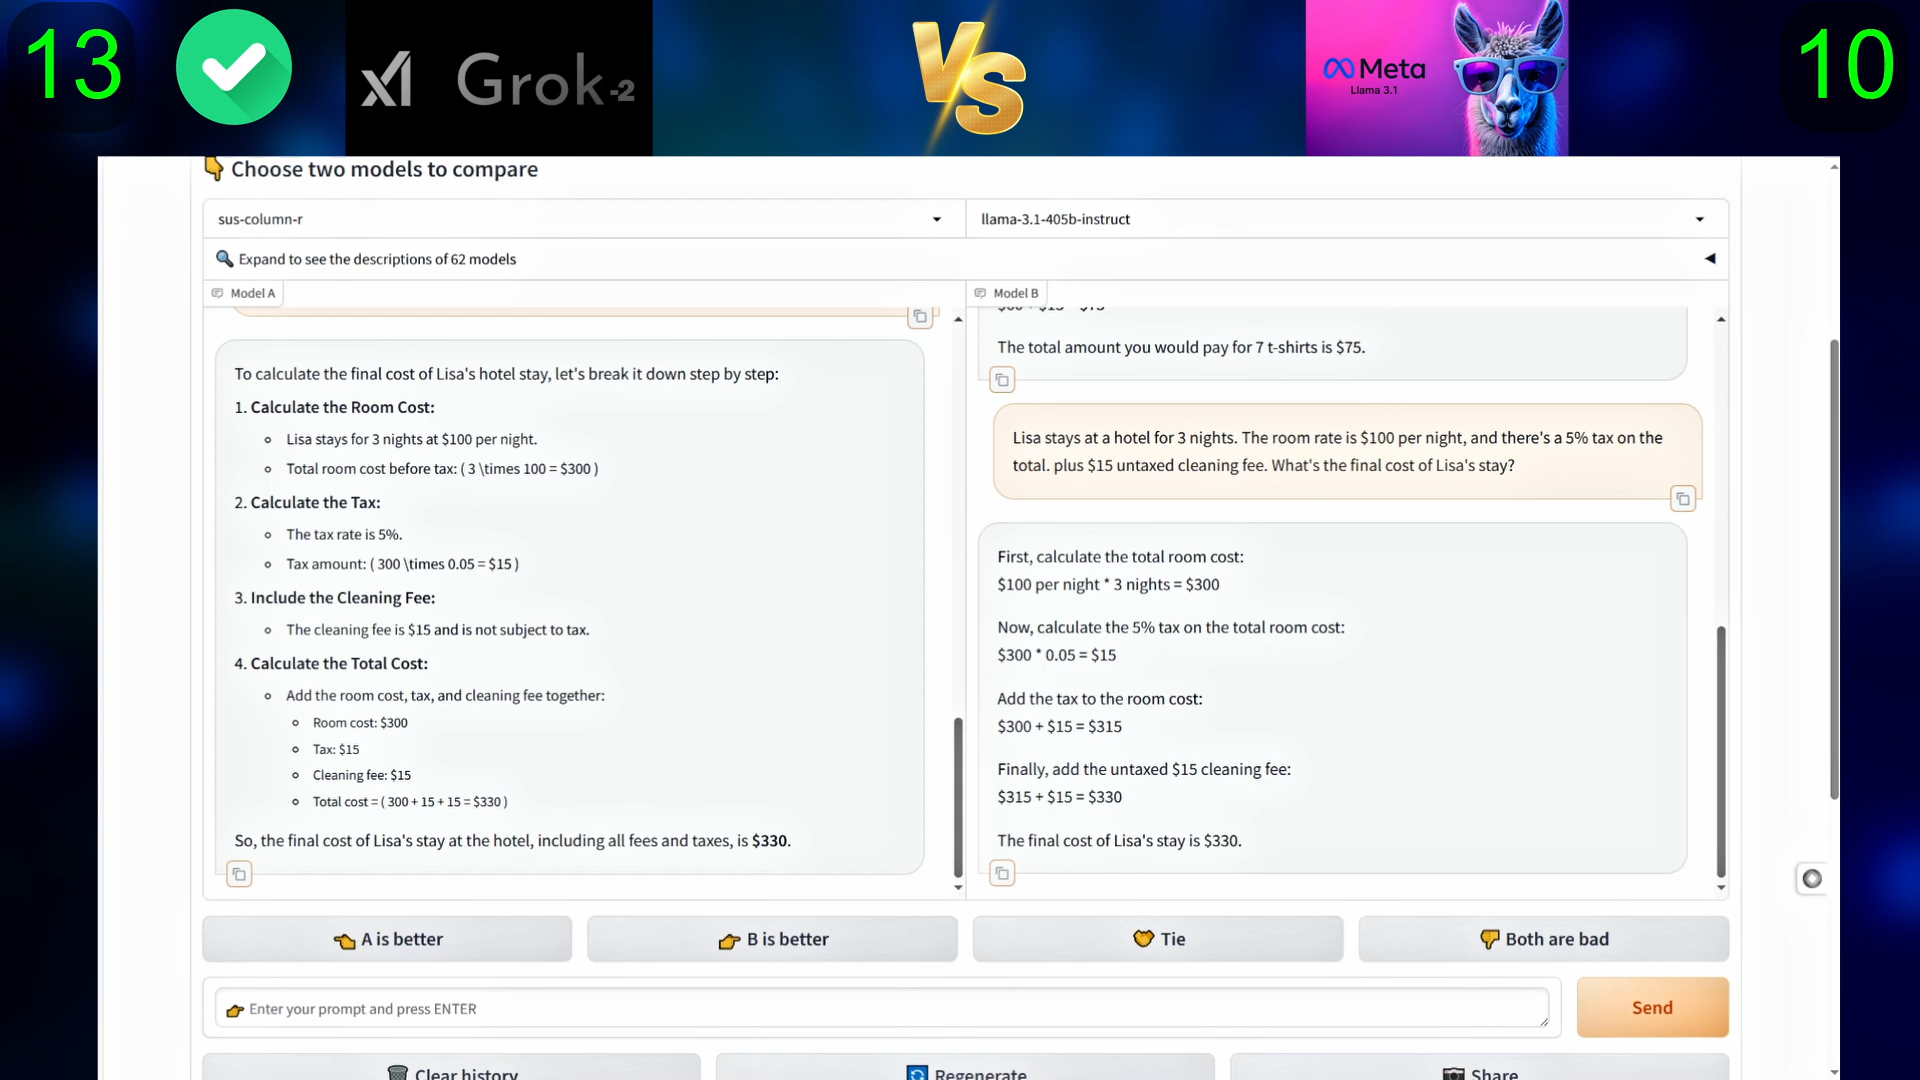 13
xI Grok-2
VS
Meta
Llama 3.1
10
Choose two models to compare
sus-column-r
llama-3.1-405b-instruct
Expand to see the descriptions of 62 models
Model A
Model B
To calculate the final cost of Lisa's hotel stay, let's break it down step by step:
1. Calculate the Room Cost:
Lisa stays for 3 nights at $100 per night.
Total room cost before tax: ( 3 \times 100 = $300 )
2. Calculate the Tax:
The tax rate is 5%.
Tax amount: ( 300 \times 0.05 = $15 )
3. Include the Cleaning Fee:
The cleaning fee is $15 and is not subject to tax.
4. Calculate the Total Cost:
Add the room cost, tax, and cleaning fee together:
Room cost: $300
Tax: $15
Cleaning fee: $15
Total cost = ( 300 + 15 + 15 = $330 )
So, the final cost of Lisa's stay at the hotel, including all fees and taxes, is $330.
The total amount you would pay for 7 t-shirts is $75.
Lisa stays at a hotel for 3 nights. The room rate is $100 per night, and there's a 5% tax on the
total. plus $15 untaxed cleaning fee. What's the final cost of Lisa's stay?
First, calculate the total room cost:
$100 per night * 3 nights = $300
Now, calculate the 5% tax on the total room cost:
$300 * 0.05 = $15
Add the tax to the room cost:
$300 + $15 = $315
Finally, add the untaxed $15 cleaning fee:
$315 + $15 = $330
The final cost of Lisa's stay is $330.
A is better
B is better
Tie
Both are bad
Enter your prompt and press ENTER
Send
Clear history
Regenerate
Share